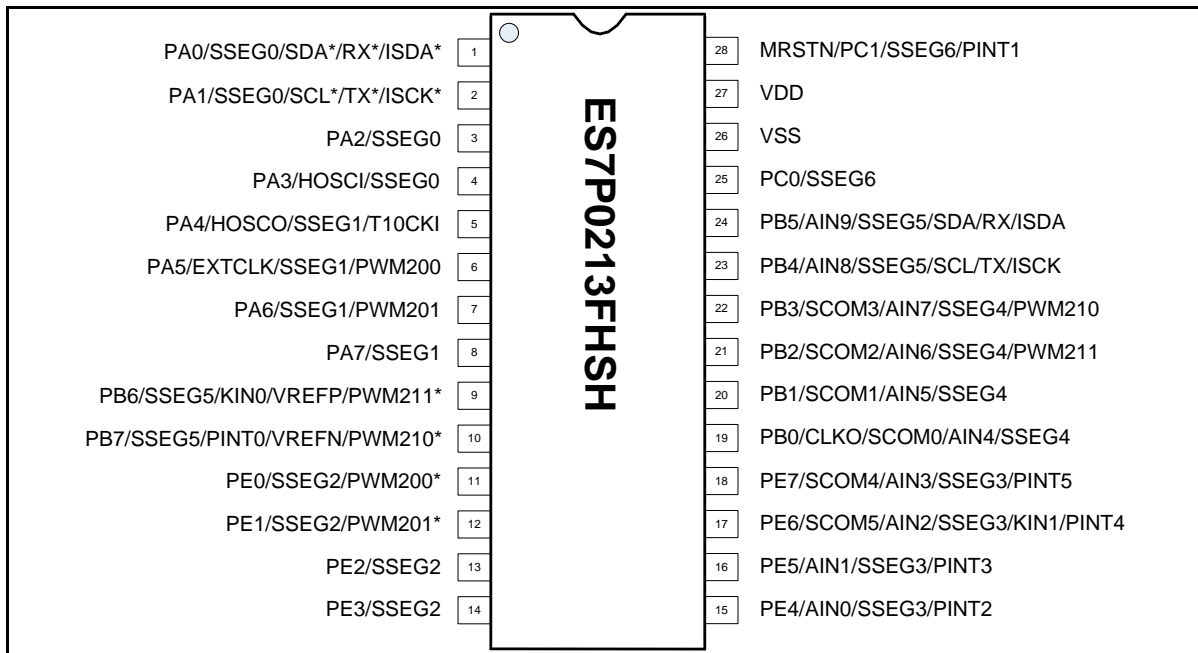 PA0/SSEG0/SDA*/RX*/ISDA* 1
PA1/SSEG0/SCL*/TX*/ISCK* 2
PA2/SSEG0 3
PA3/HOSCI/SSEG0 4
PA4/HOSCO/SSEG1/T10CKI 5
PA5/EXTCLK/SSEG1/PWM200 6
PA6/SSEG1/PWM201 7
PA7/SSEG1 8
PB6/SSEG5/KIN0/VREFP/PWM211* 9
PB7/SSEG5/PINT0/VREFN/PWM210* 10
PE0/SSEG2/PWM200* 11
PE1/SSEG2/PWM201* 12
PE2/SSEG2 13
PE3/SSEG2 14
ES7P0213FHSH
28 MRSTN/PC1/SSEG6/PINT1
27 VDD
26 VSS
25 PC0/SSEG6
24 PB5/AIN9/SSEG5/SDA/RX/ISDA
23 PB4/AIN8/SSEG5/SCL/TX/ISCK
22 PB3/SCOM3/AIN7/SSEG4/PWM210
21 PB2/SCOM2/AIN6/SSEG4/PWM211
20 PB1/SCOM1/AIN5/SSEG4
19 PB0/CLKO/SCOM0/AIN4/SSEG4
18 PE7/SCOM4/AIN3/SSEG3/PINT5
17 PE6/SCOM5/AIN2/SSEG3/KIN1/PINT4
16 PE5/AIN1/SSEG3/PINT3
15 PE4/AIN0/SSEG3/PINT2